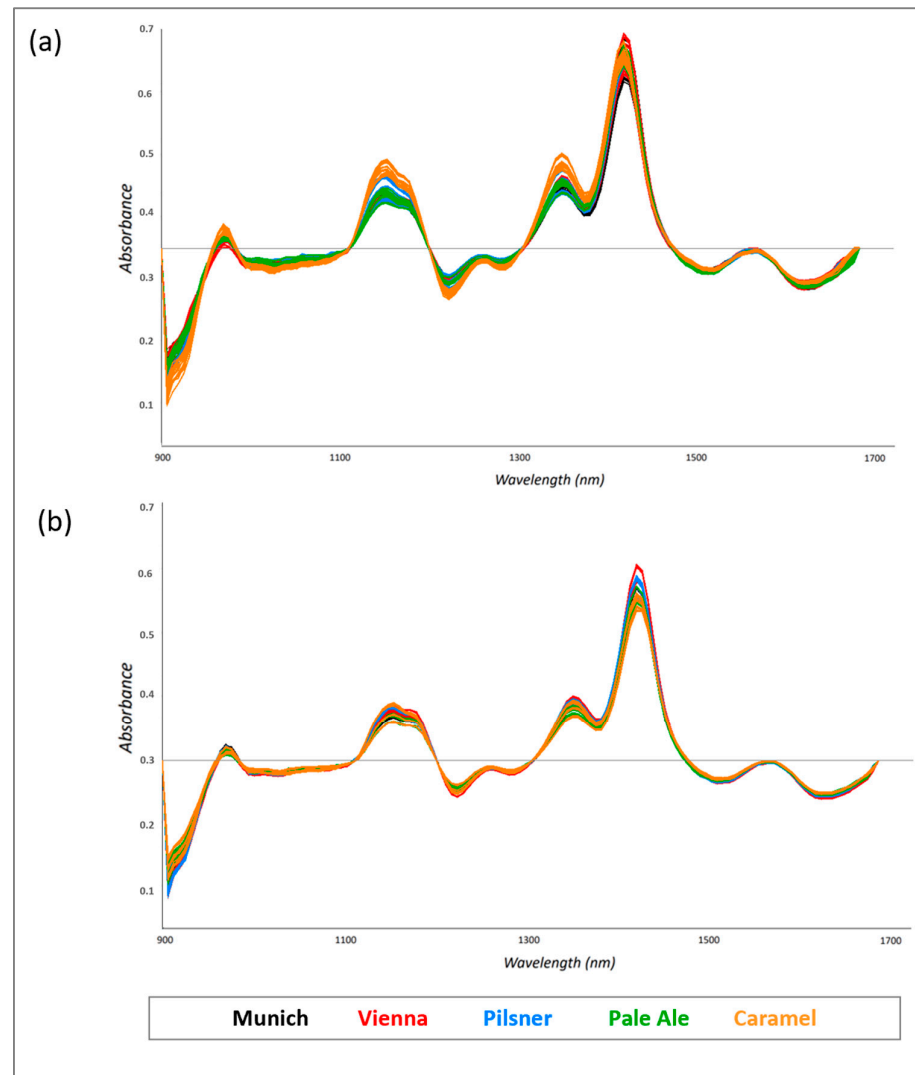 (a)
Absorbance
0.7
0.6
0.5
0.4
0.3
0.2
0.1
900 1100 1300 1500 1700
Wavelength (nm)
(b)
Absorbance
0.7
0.6
0.5
0.4
0.3
0.2
0.1
900 1100 1300 1500 1700
Wavelength (nm)
Munich Vienna Pilsner Pale Ale Caramel